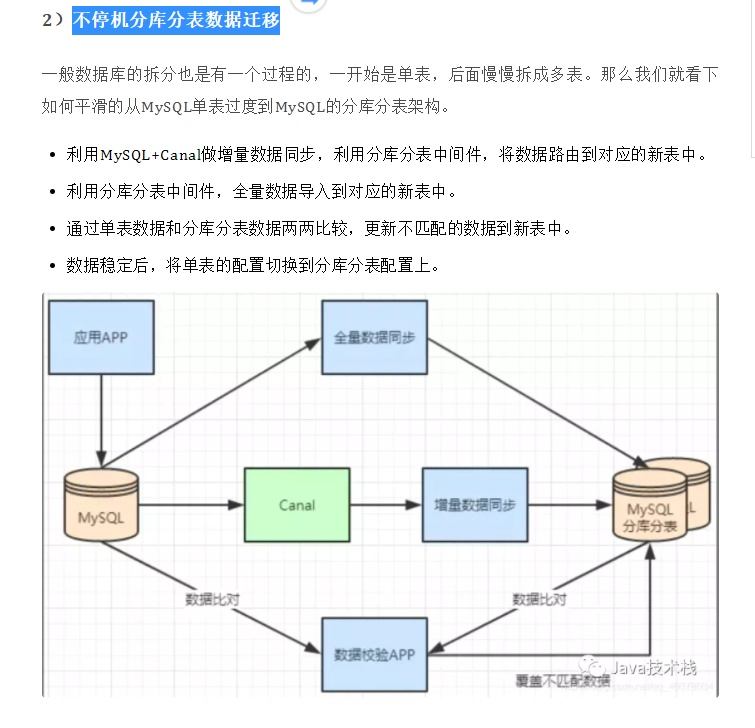 2）不停机分库分表数据迁移
一般数据库的拆分也是有一个过程的，一开始是单表，后面慢慢拆成多表。那么我们就看下
如何平滑的从MySQL单表过度到MySQL的分库分表架构。
• 利用MySQL+Canal做增量数据同步，利用分库分表中间件，将数据路由到对应的新表中。
• 利用分库分表中间件，全量数据导入到对应的新表中。
• 通过单表数据和分库分表数据两两比较，更新不匹配的数据到新表中。
• 数据稳定后，将单表的配置切换到分库分表配置上。
应用APP
全量数据同步
MySQL
Canal
增量数据同步
MySQL
分库分表
L
数据比对
数据比对
数据校验APP
Java技术栈
覆盖不匹配数据